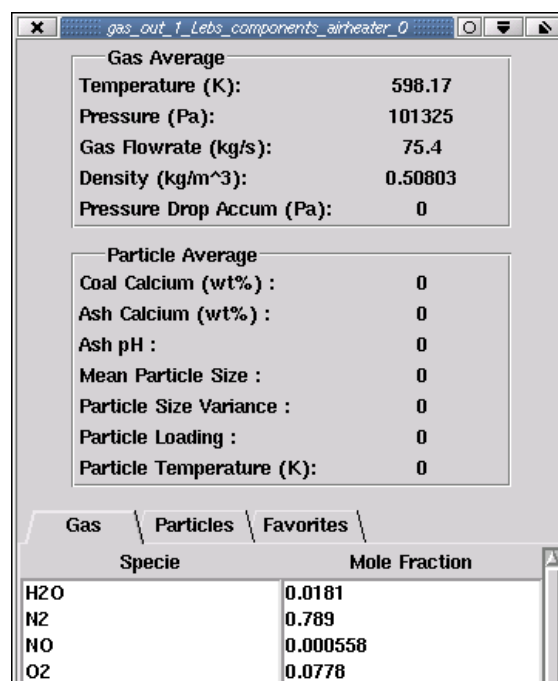 gas_out_1_Lebs_components_airheater_0
Gas Average
Temperature (K): 598.17
Pressure (Pa): 101325
Gas Flowrate (kg/s): 75.4
Density (kg/m^3): 0.50803
Pressure Drop Accum (Pa): 0
Particle Average
Coal Calcium (wt%) : 0
Ash Calcium (wt%) : 0
Ash pH : 0
Mean Particle Size : 0
Particle Size Variance : 0
Particle Loading : 0
Particle Temperature (K): 0
Gas Particles Favorites
Specie Mole Fraction
H2O 0.0181
N2 0.789
NO 0.000558
O2 0.0778